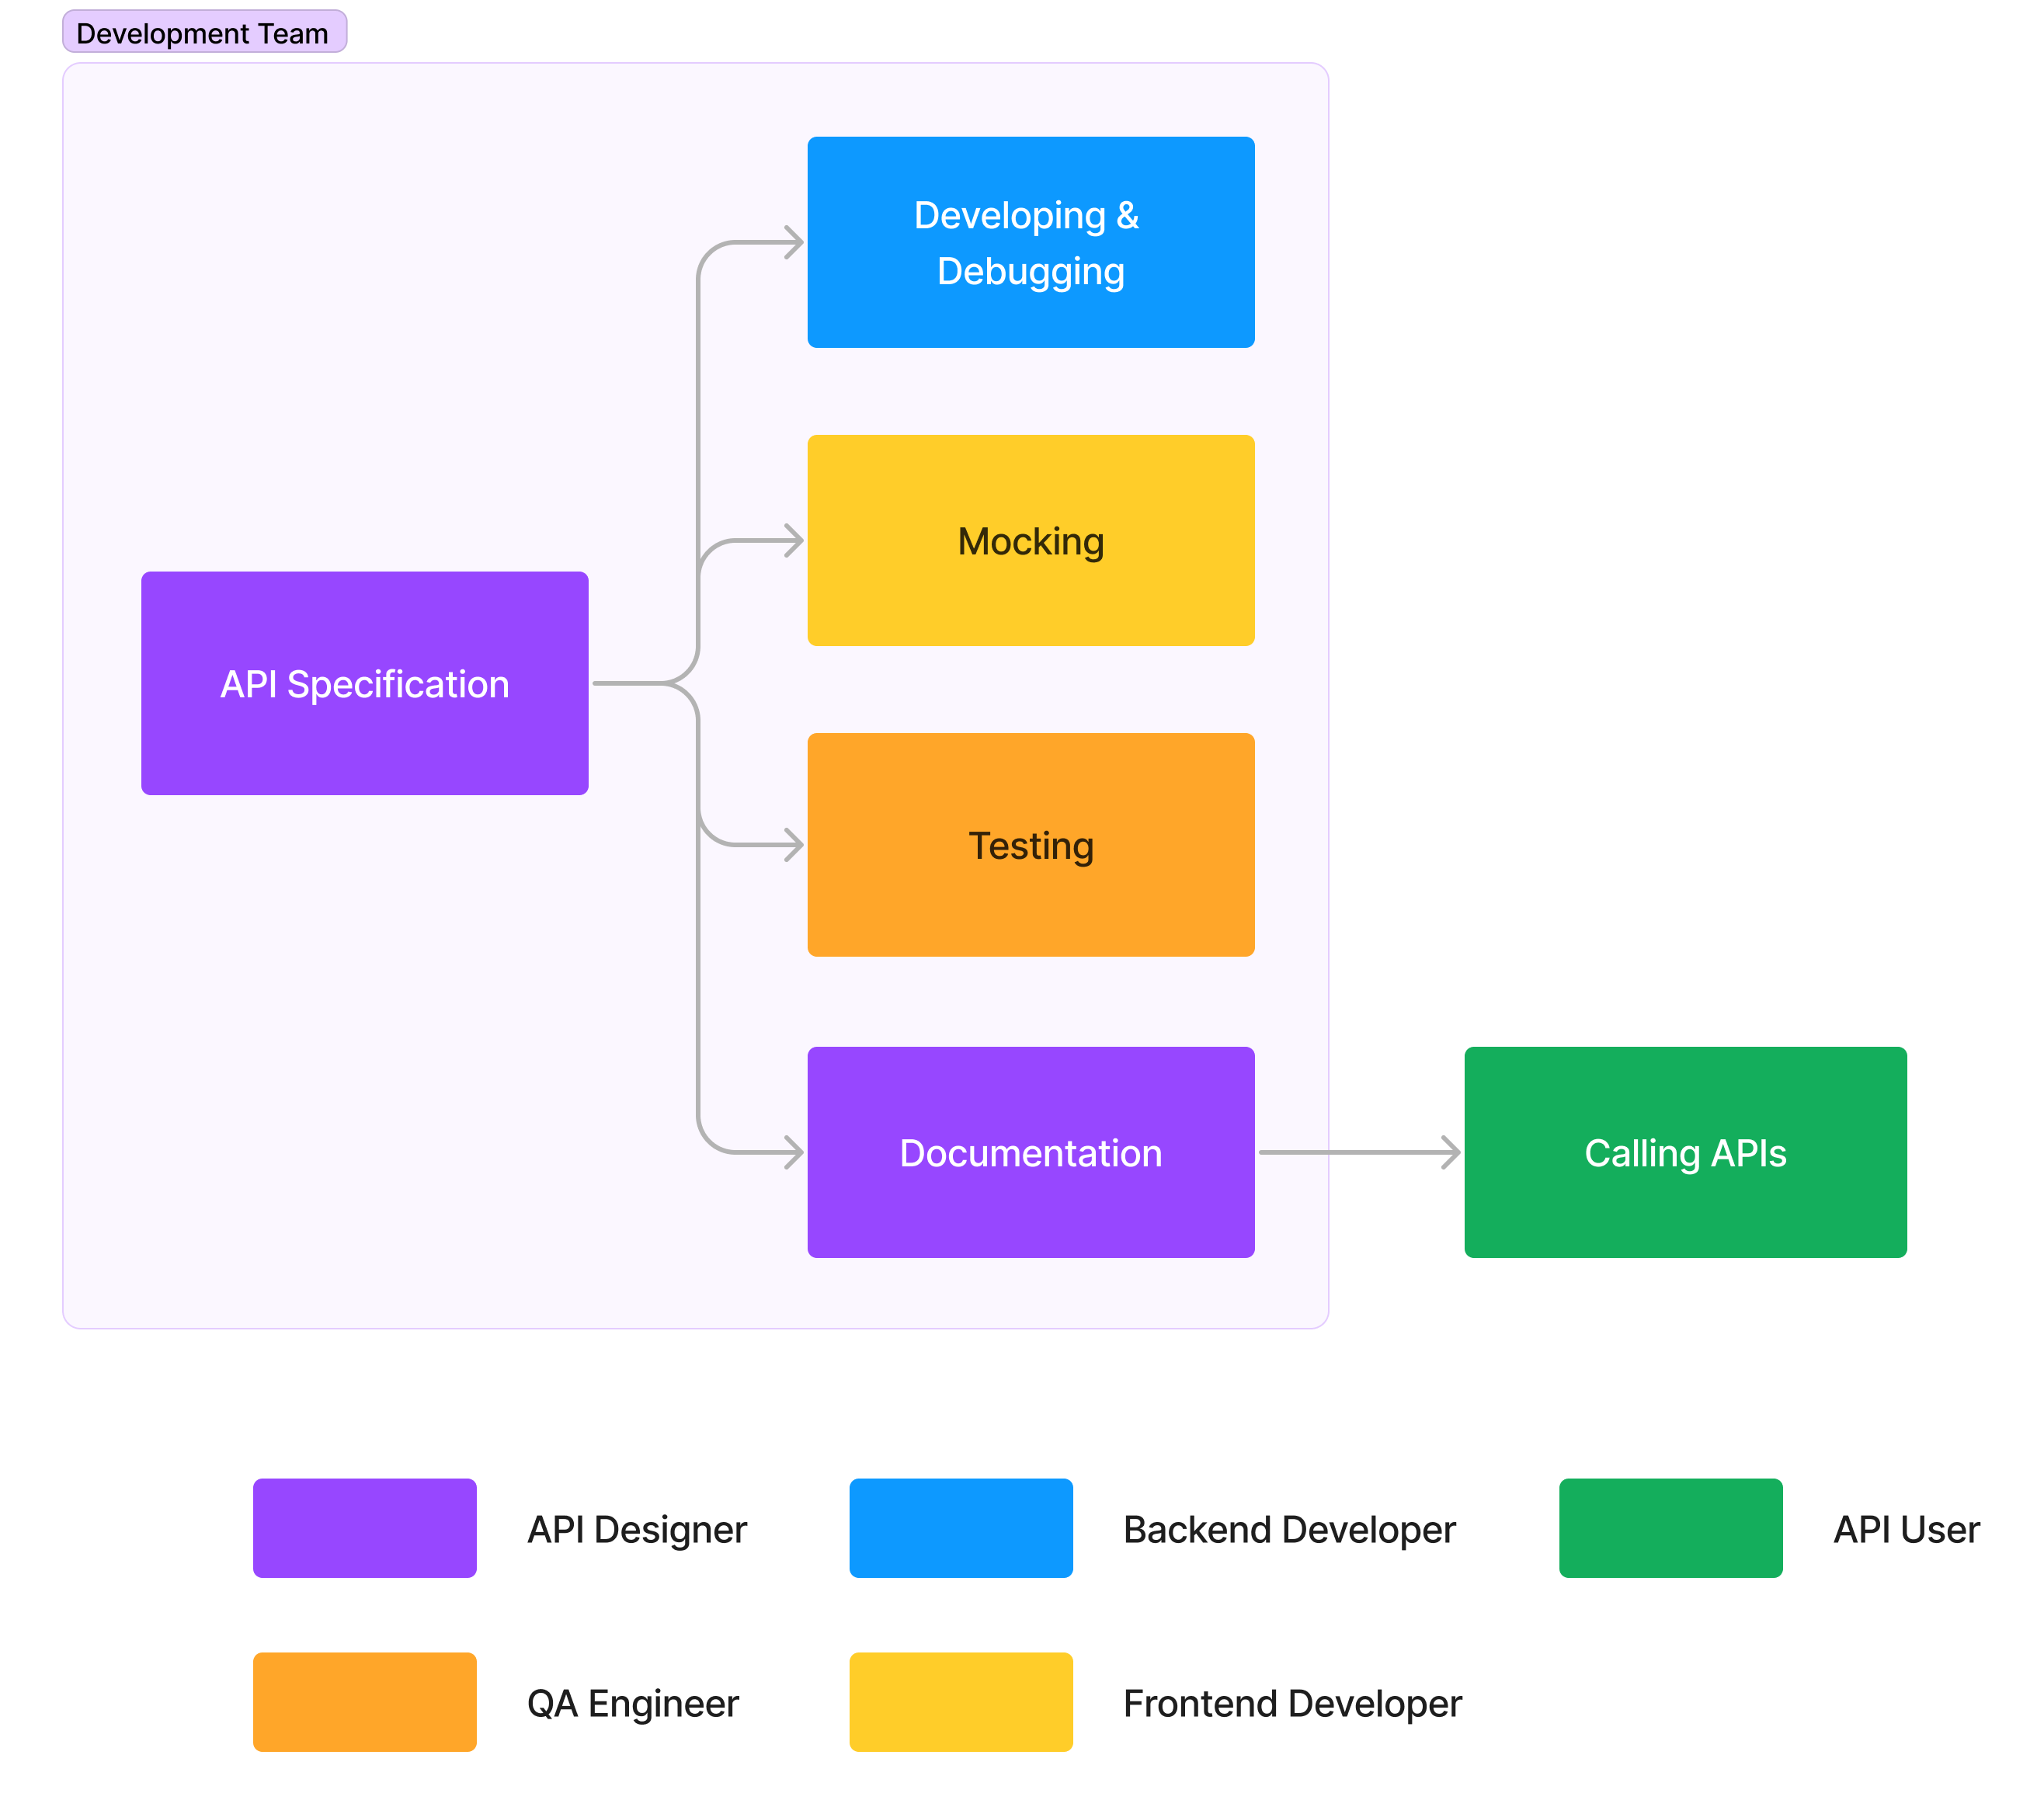 Development Team
Developing &
Debugging
Mocking
API Specification
Testing
Documentation
Calling APIs
API Designer
Backend Developer
API User
QA Engineer
Frontend Developer